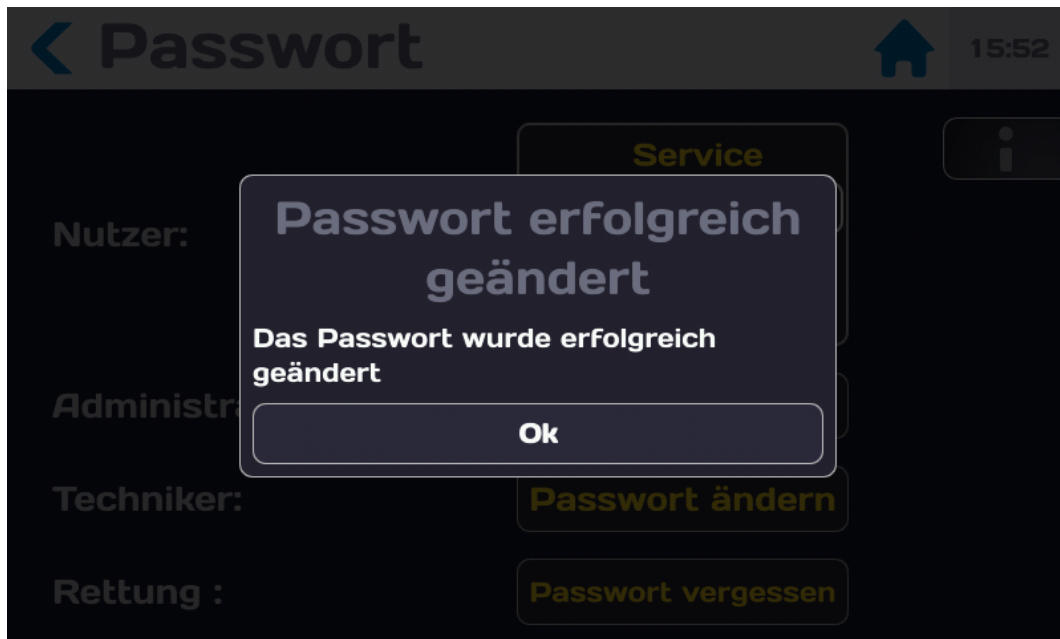 Passwort
15:52
Service
Nutzer:
Passwort erfolgreich
geändert
Das Passwort wurde erfolgreich
geändert
Ok
Techniker:
Passwort ändern
Rettung :
Passwort vergessen